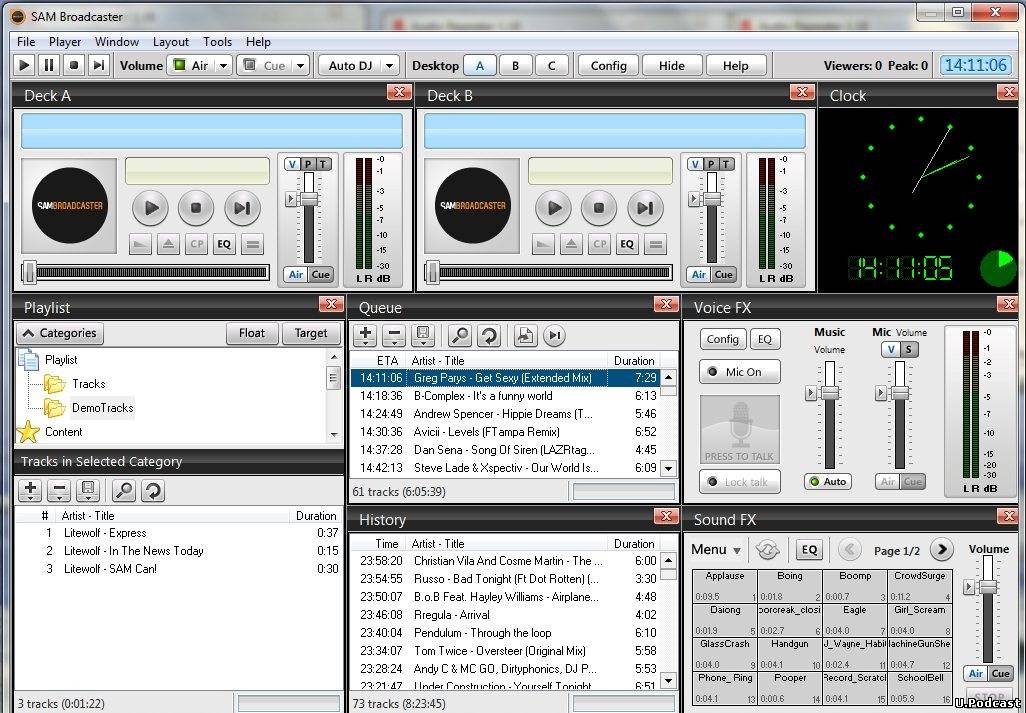 SAM Broadcaster
File Player Window Layout Tools Help
Volume Air Cue Auto DJ Desktop A B C Config Hide Help Viewers: 0 Peak: 0 14:11:06
Deck A
V P T
-0
-1
-3
-5
-7
-10
-15
-30
SAMBROADCASTER
CP EQ
Air Cue L R dB
Deck B
V P T
-0
-1
-3
-5
-7
-10
-15
-30
SAMBROADCASTER
CP EQ
Air Cue L R dB
Clock
14:11:05
Playlist
Categories Float Target
Playlist
Tracks
DemoTracks
Content
Tracks in Selected Category
# Artist - Title Duration
1 Litewolf - Express 0:37
2 Litewolf - In The News Today 0:15
3 Litewolf - SAM Can! 0:30
3 tracks (0:01:22)
Queue
ETA Artist - Title Duration
14:11:06 Greg Parys - Get Sexy (Extended Mix) 7:29
14:18:36 B-Complex - It's a funny world 6:13
14:24:49 Andrew Spencer - Hippie Dreams (T... 5:46
14:30:36 Avicii - Levels (FTampa Remix) 6:52
14:37:28 Dan Sena - Song Of Siren (LAZRtag... 4:45
14:42:13 Steve Lade & Xspectiv - Our World Is... 6:09
61 tracks (6:05:39)
History
Time Artist - Title Duration
23:58:20 Christian Vila And Cosme Martin - The ... 6:00
23:54:55 Russo - Bad Tonight (Ft Dot Rotten) (... 3:30
23:50:07 B.o.B Feat. Hayley Williams - Airplane... 4:48
23:46:08 Rregula - Arrival 4:02
23:40:04 Pendulum - Through the loop 6:10
23:34:07 Tom Twice - Oversteer (Original Mix) 5:58
23:28:24 Andy C & MC GO, Dirtyphonics, DJ P... 5:53
23:21:47 Under Construction - Yourself Tonight 6:51
73 tracks (8:23:45)
Voice FX
Config EQ
Music
Volume
Mic Volume
V S
Mic On
PRESS TO TALK
Lock talk
Auto
Air Cue
-0
-1
-2
-3
-5
-7
-10
-15
-20
-30
L R dB
Sound FX
Menu EQ Page 1/2 Volume
Applause Boing Boomp CrowdSurge
0:09.5 1 0:01.8 2 0:00.7 3 0:11.2 4
Daiong oorcreak_closi Eagle Girl_Scream
0:01.9 5 0:02.7 6 0:04.0 7 0:04.0 8
GlassCrash Handgun J_Wayne_Habit MachineGunShe
0:04.0 9 0:04.1 10 0:02.4 11 0:04.7 12
Phone_ Ring Pooper Record_Scratch SchoolBell
0:04.1 13 0:00.6 14 0:04.1 15 0:05.9 16
Air Cue
STOP
U.Podcast